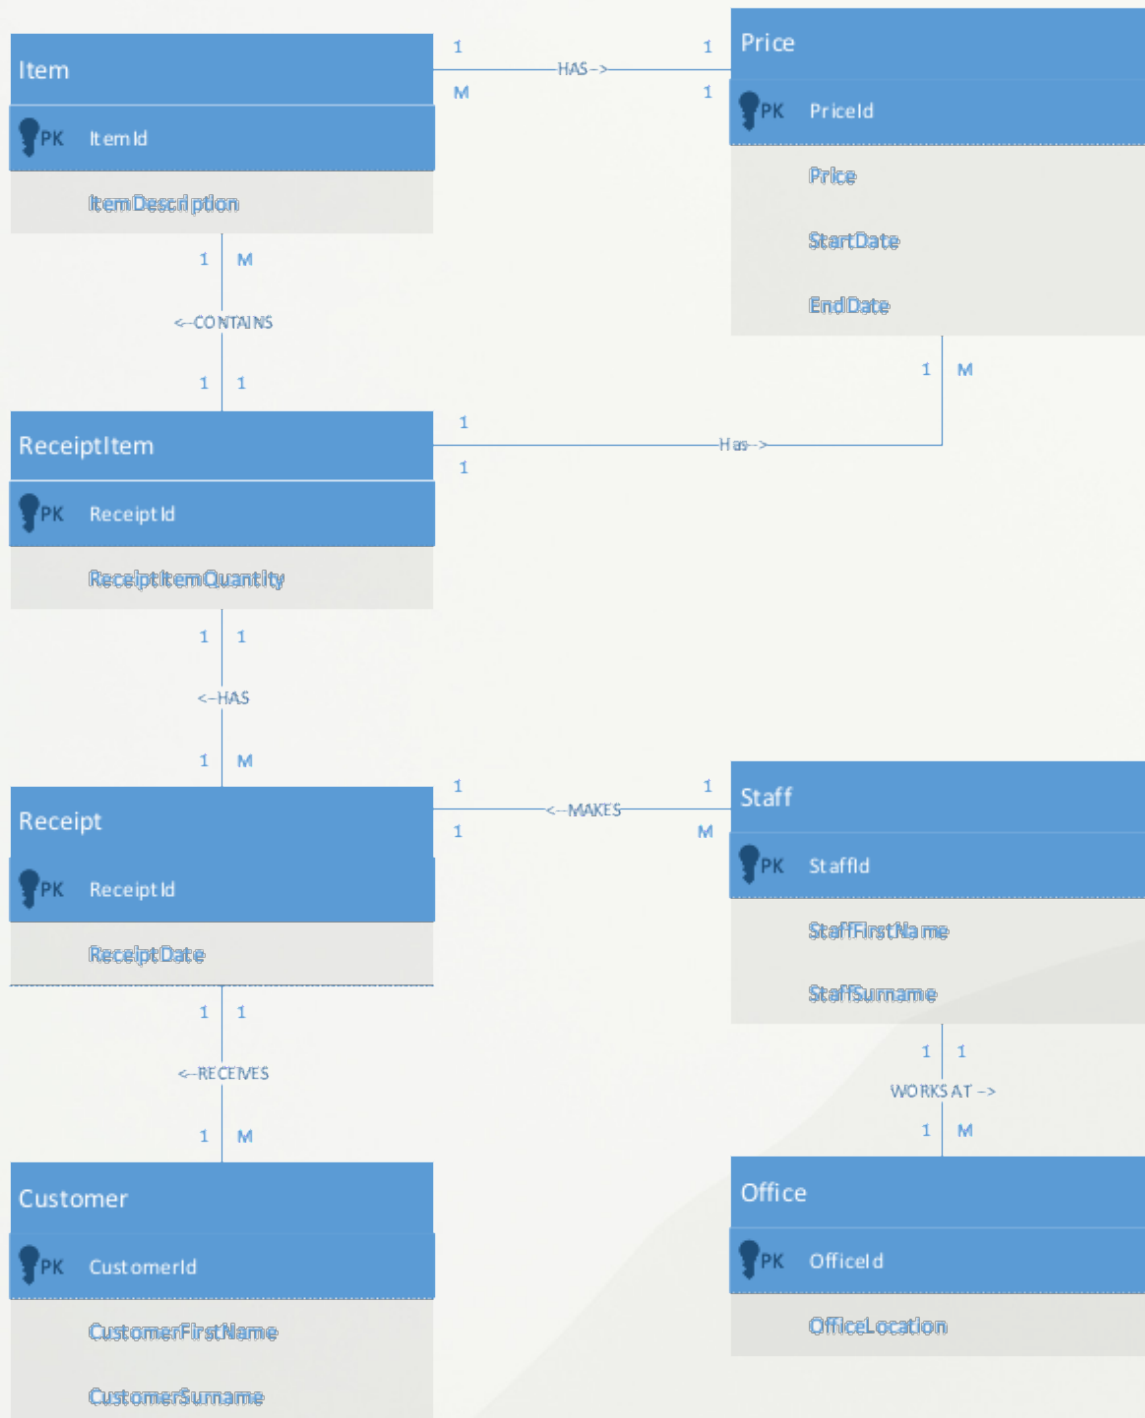 Item
PK ItemId
ItemDescription
1 1
HAS->
M 1
Price
PK PriceId
Price
StartDate
EndDate
1 M
<--CONTAINS
1 1
1 M
ReceiptItem
PK ReceiptId
ReceiptItemQuantity
1
Has->
1
1 1
<--HAS
1 M
Receipt
PK ReceiptId
ReceiptDate
1 1
<--MAKES
1 M
Staff
PK StaffId
StaffFirstName
StaffSurname
1 1
<--RECEIVES
1 M
1 1
WORKS AT -->
1 M
Customer
PK CustomerId
CustomerFirstName
CustomerSurname
Office
PK OfficeId
OfficeLocation